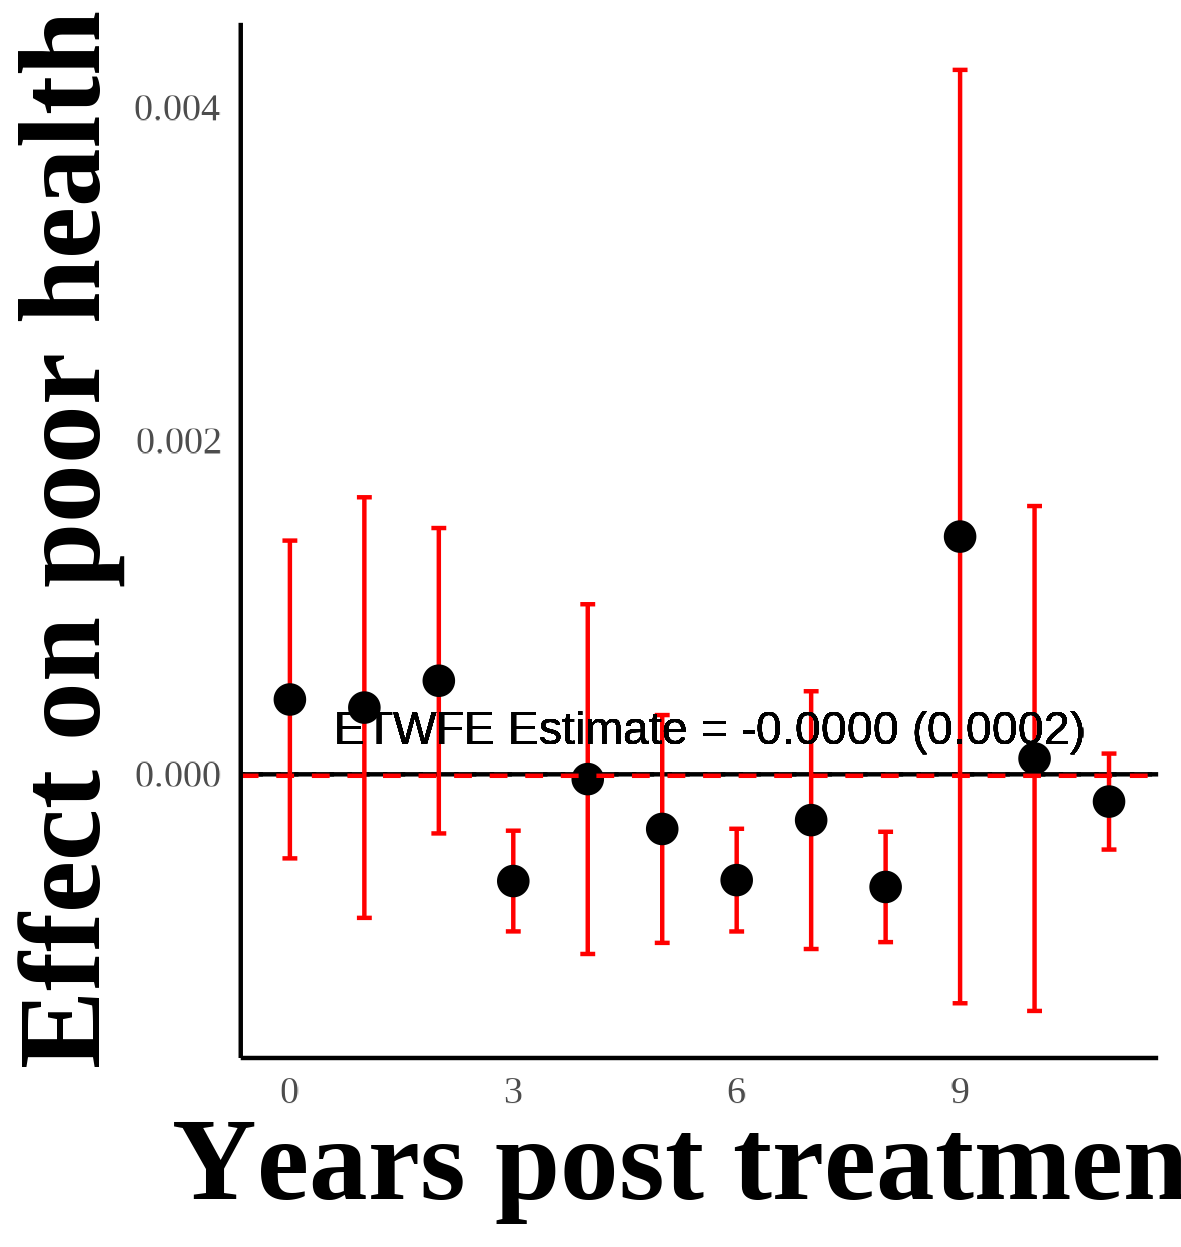 Effect on poor health
0.004
0.002
0.000
ETWFE Estimate = -0.0000 (0.0002)
0 3 6 9
Years post treatmen